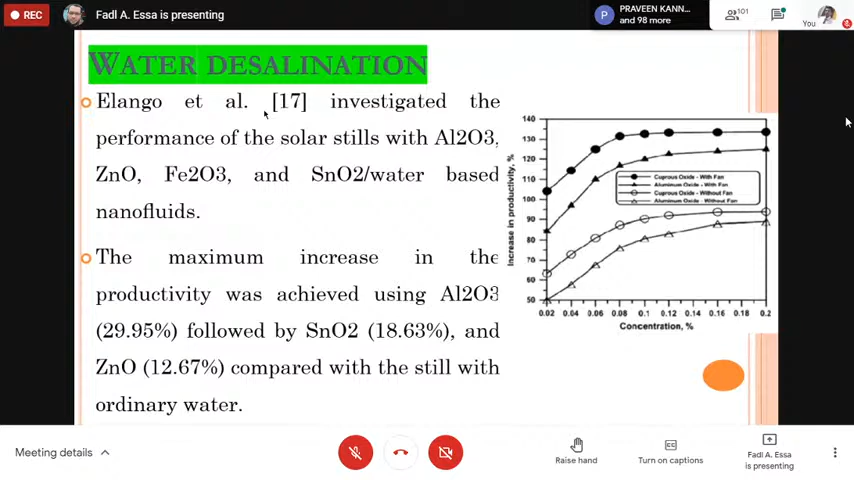 REC
Fadl A. Essa is presenting
P
PRAVEEN KANN...
and 98 more
101
You
WATER DESALINATION
Elango et al. [17] investigated the
performance of the solar stills with Al2O3,
ZnO, Fe2O3, and SnO2/water based
nanofluids.
The maximum increase in the
productivity was achieved using Al2O3
(29.95%) followed by SnO2 (18.63%), and
ZnO (12.67%) compared with the still with
ordinary water.
Increase in productivity, %
140
130
120
110
100
90
80
70
60
50
Cuprous Oxide - With Fan
Aluminum Oxide - With Fan
Cuprous Oxide - Without Fan
Aluminum Oxide - Without Fan
0.02 0.04 0.06 0.08 0.1 0.12 0.14 0.16 0.18 0.2
Concentration, %
Meeting details
Raise hand
Turn on captions
Fadl A. Essa
is presenting